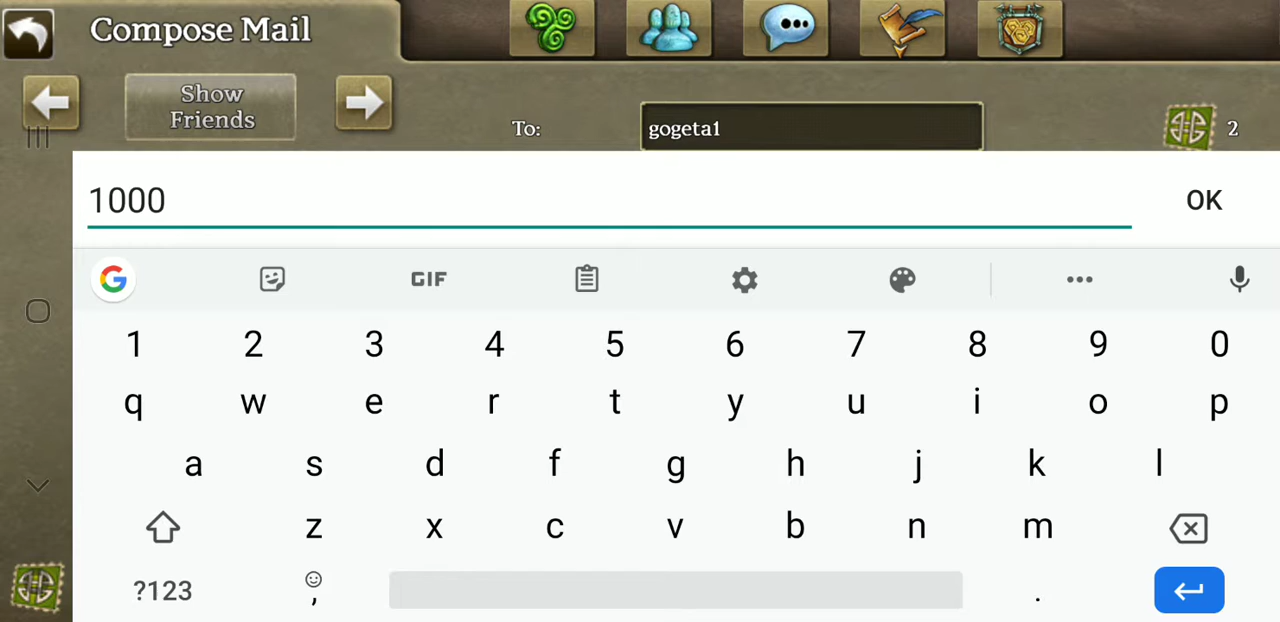 Compose Mail
Show
Friends
To:
gogeta1
2
1000
OK
GIF
1 2 3 4 5 6 7 8 9 0
q w e r t y u i o p
a s d f g h j k l
z x c v b n m
?123 , .